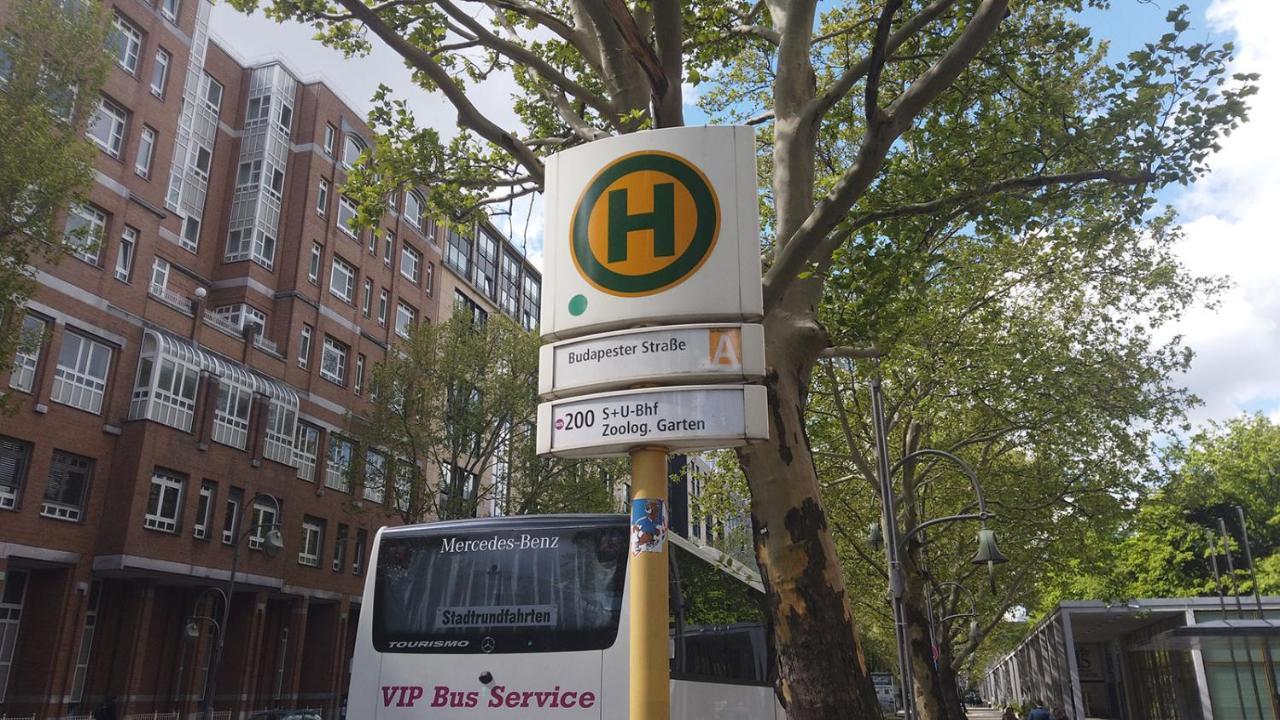 H
Budapester Straße A
200 S+U-Bhf
Zoolog. Garten
Mercedes-Benz
Stadtrundfahrten
TOURISMO
VIP Bus Service